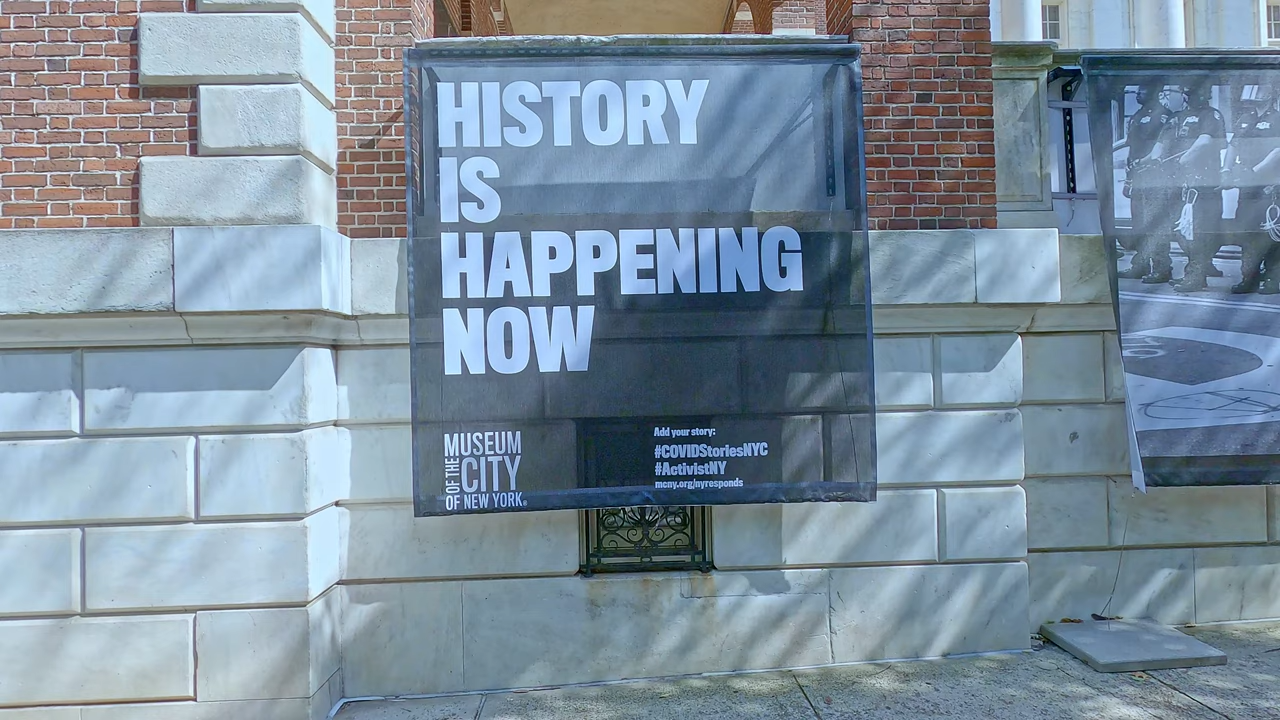 HISTORY
IS
HAPPENING
NOW
MUSEUM
OF THE CITY
OF NEW YORK
Add your story:
#COVIDStoriesNYC
#ActivistNY
mcny.org/nyresponds